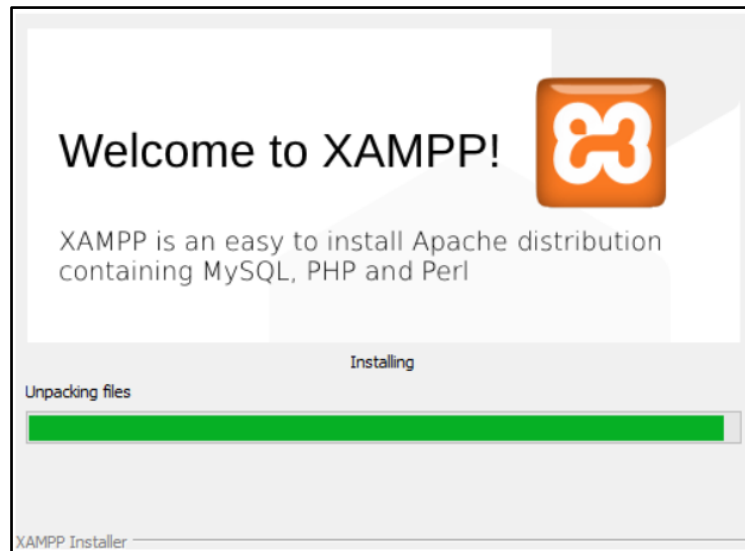 Welcome to XAMPP!
XAMPP is an easy to install Apache distribution
containing MySQL, PHP and Perl
Installing
Unpacking files
XAMPP Installer